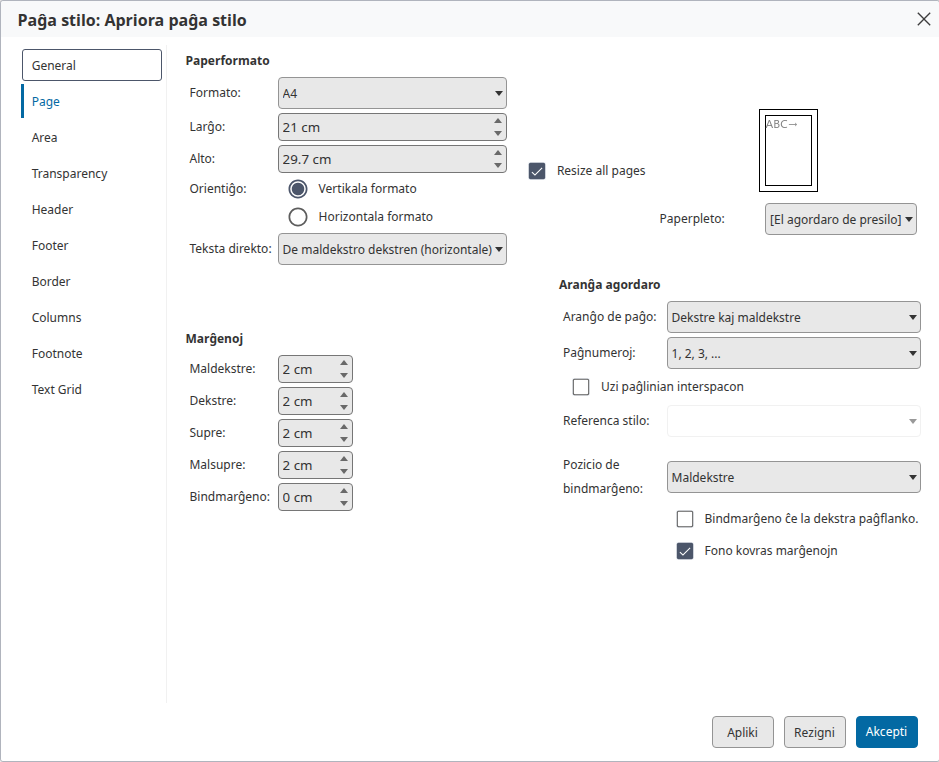 Paĝa stilo: Apriora paĝa stilo
General
Page
Area
Transparency
Header
Footer
Border
Columns
Footnote
Text Grid
Paperformato
Formato: A4
Larĝo: 21 cm
Alto: 29.7 cm
Orientiĝo: Vertikala formato
Horizontala formato
Teksta direkto: De maldekstro dekstren (horizontale)
Resize all pages
ABC→
Paperpleto: [El agordaro de presilo]
Marĝenoj
Maldekstre: 2 cm
Dekstre: 2 cm
Supre: 2 cm
Malsupre: 2 cm
Bindmarĝeno: 0 cm
Aranĝa agordaro
Aranĝo de paĝo: Dekstre kaj maldekstre
Paĝnumeroj: 1, 2, 3, ...
Uzi paĝlinian interspacon
Referenca stilo:
Pozicio de
bindmarĝeno: Maldekstre
Bindmarĝeno ĉe la dekstra paĝflanko.
Fono kovras marĝenojn
Apliki Rezigni Akcepti